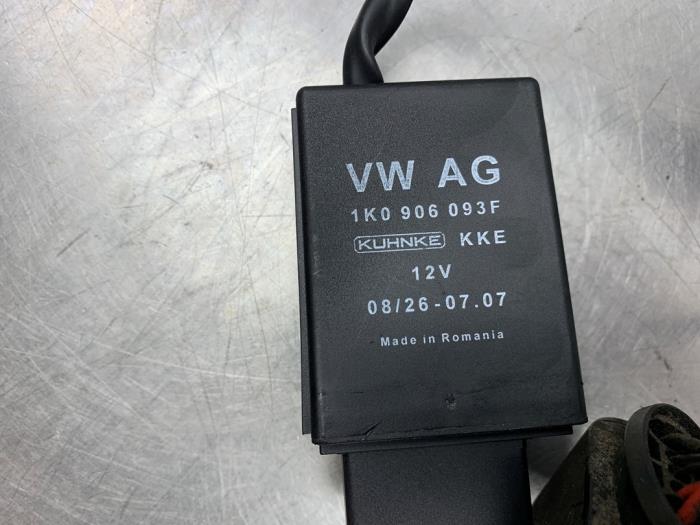 VW AG
1K0 906 093F
KUHNKE KKE
12V
08/26-07.07
Made in Romania